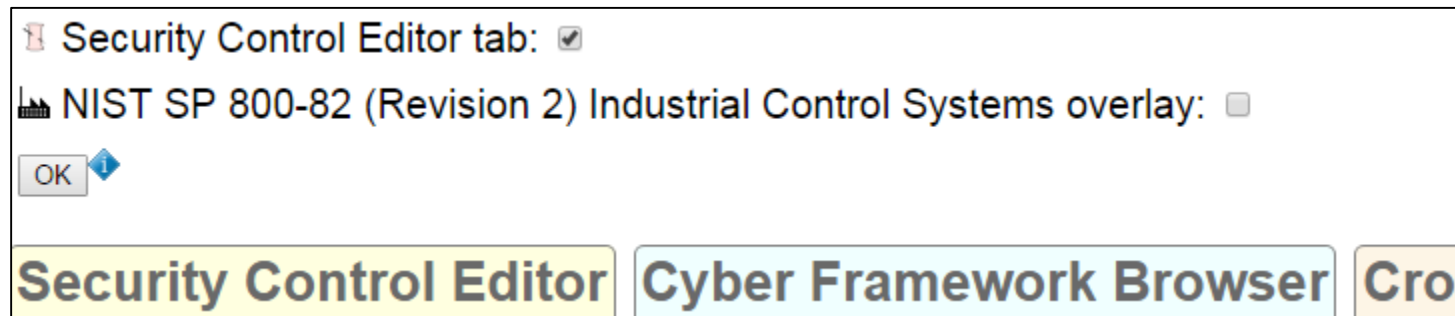 Security Control Editor tab:
NIST SP 800-82 (Revision 2) Industrial Control Systems overlay:
OK
Security Control Editor Cyber Framework Browser Cro